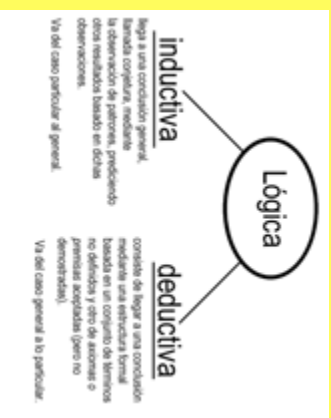 Lógica
inductiva
llega a una conclusión general,
llamada conjetura, mediante
la observación de patrones, prediciendo
otros resultados basado en dichas
observaciones.
Va del caso particular al general.
deductiva
consiste de llegar a una conclusión
mediante una estructura formal
basada en un conjunto de términos
no definidos y otro de axiomas o
premisas aceptadas (pero no
demostradas).
Va del caso general a lo particular.